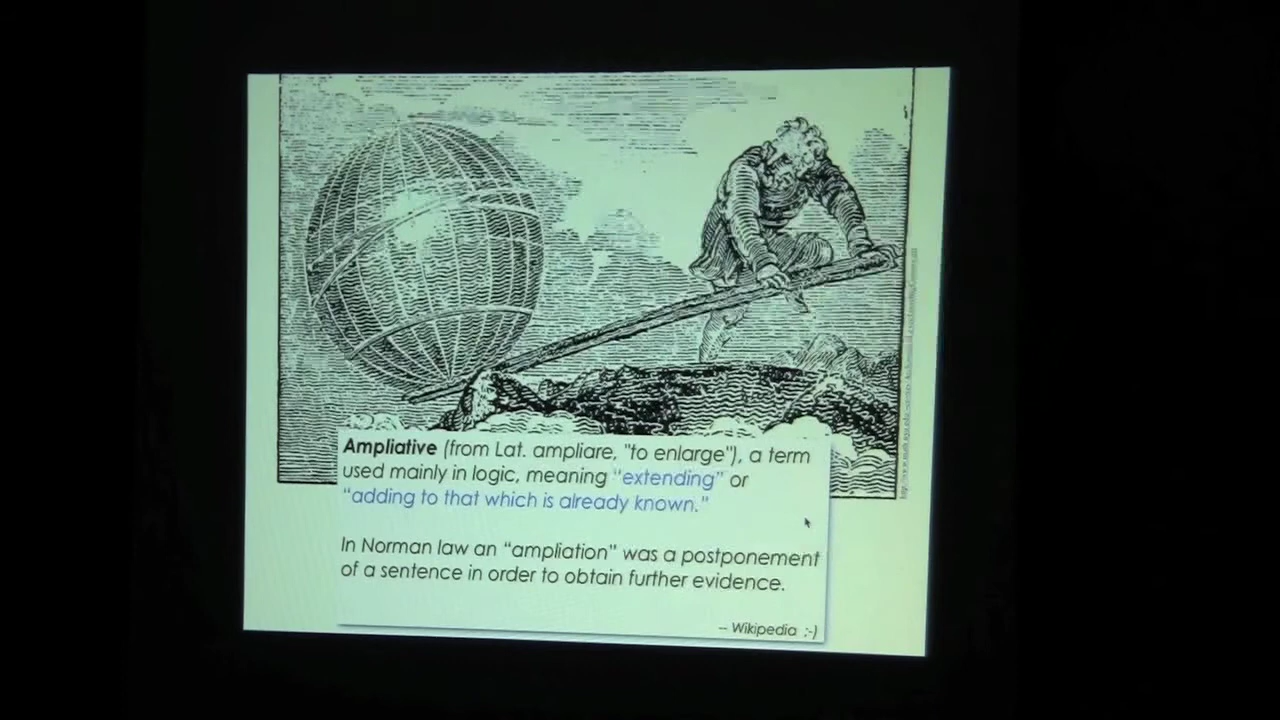 Ampliative (from Lat. ampliare, "to enlarge"), a term
used mainly in logic, meaning "extending" or
"adding to that which is already known."
In Norman law an "ampliation" was a postponement
of a sentence in order to obtain further evidence.
-- Wikipedia :-)